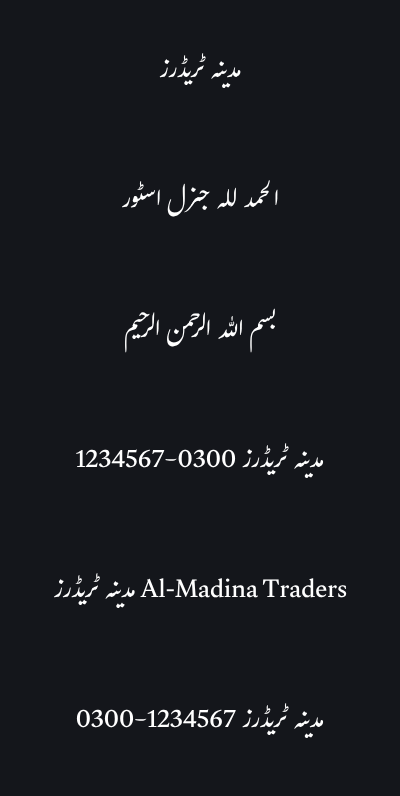 مدینہ ٹریڈرز
الحمد للہ جنرل اسٹور
بسم اللہ الرحمن الرحیم
مدینہ ٹریڈرز 1234567-0300
Al-Madina Traders مدینہ ٹریڈرز
مدینہ ٹریڈرز 0300-1234567